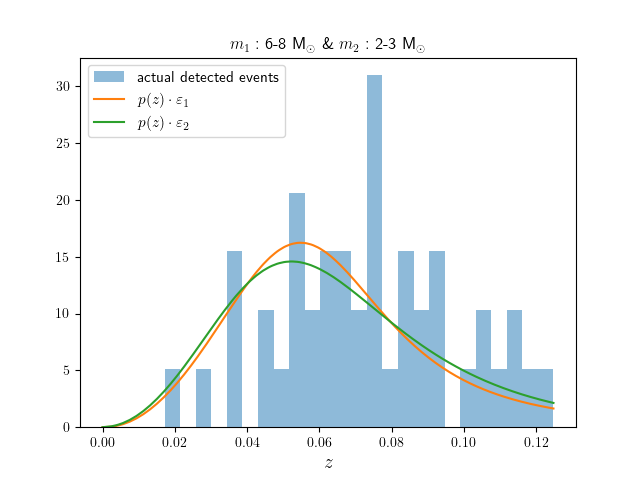 m₁ : 6-8 M☉ & m₂ : 2-3 M☉
actual detected events
p(z) · ε₁
p(z) · ε₂
30
25
20
15
10
5
0
0.00 0.02 0.04 0.06 0.08 0.10 0.12
z